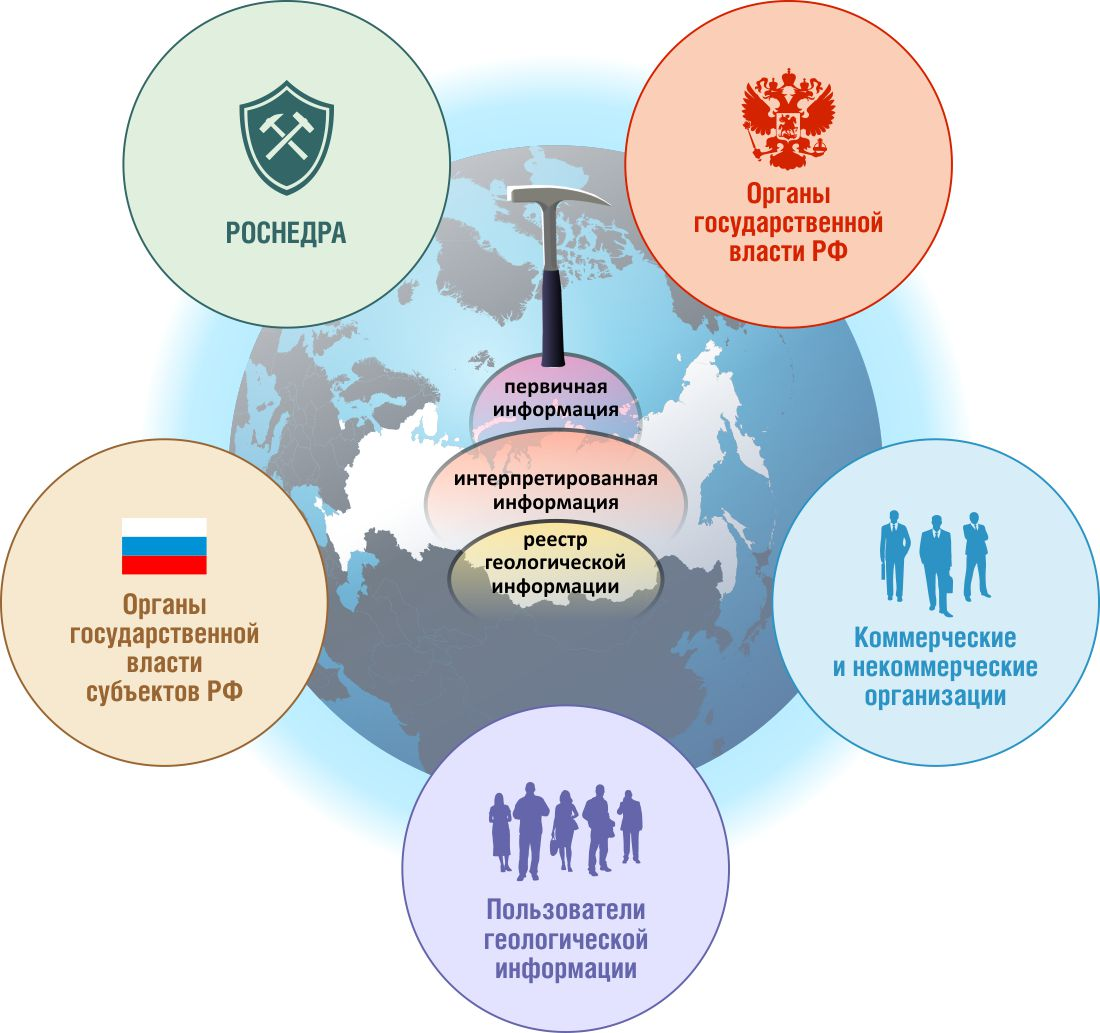 РОСНЕДРА
Органы
государственной
власти РФ
первичная
информация
интерпретированная
информация
реестр
геологической
информации
Органы
государственной
власти
субъектов РФ
Коммерческие
и некоммерческие
организации
Пользователи
геологической
информации